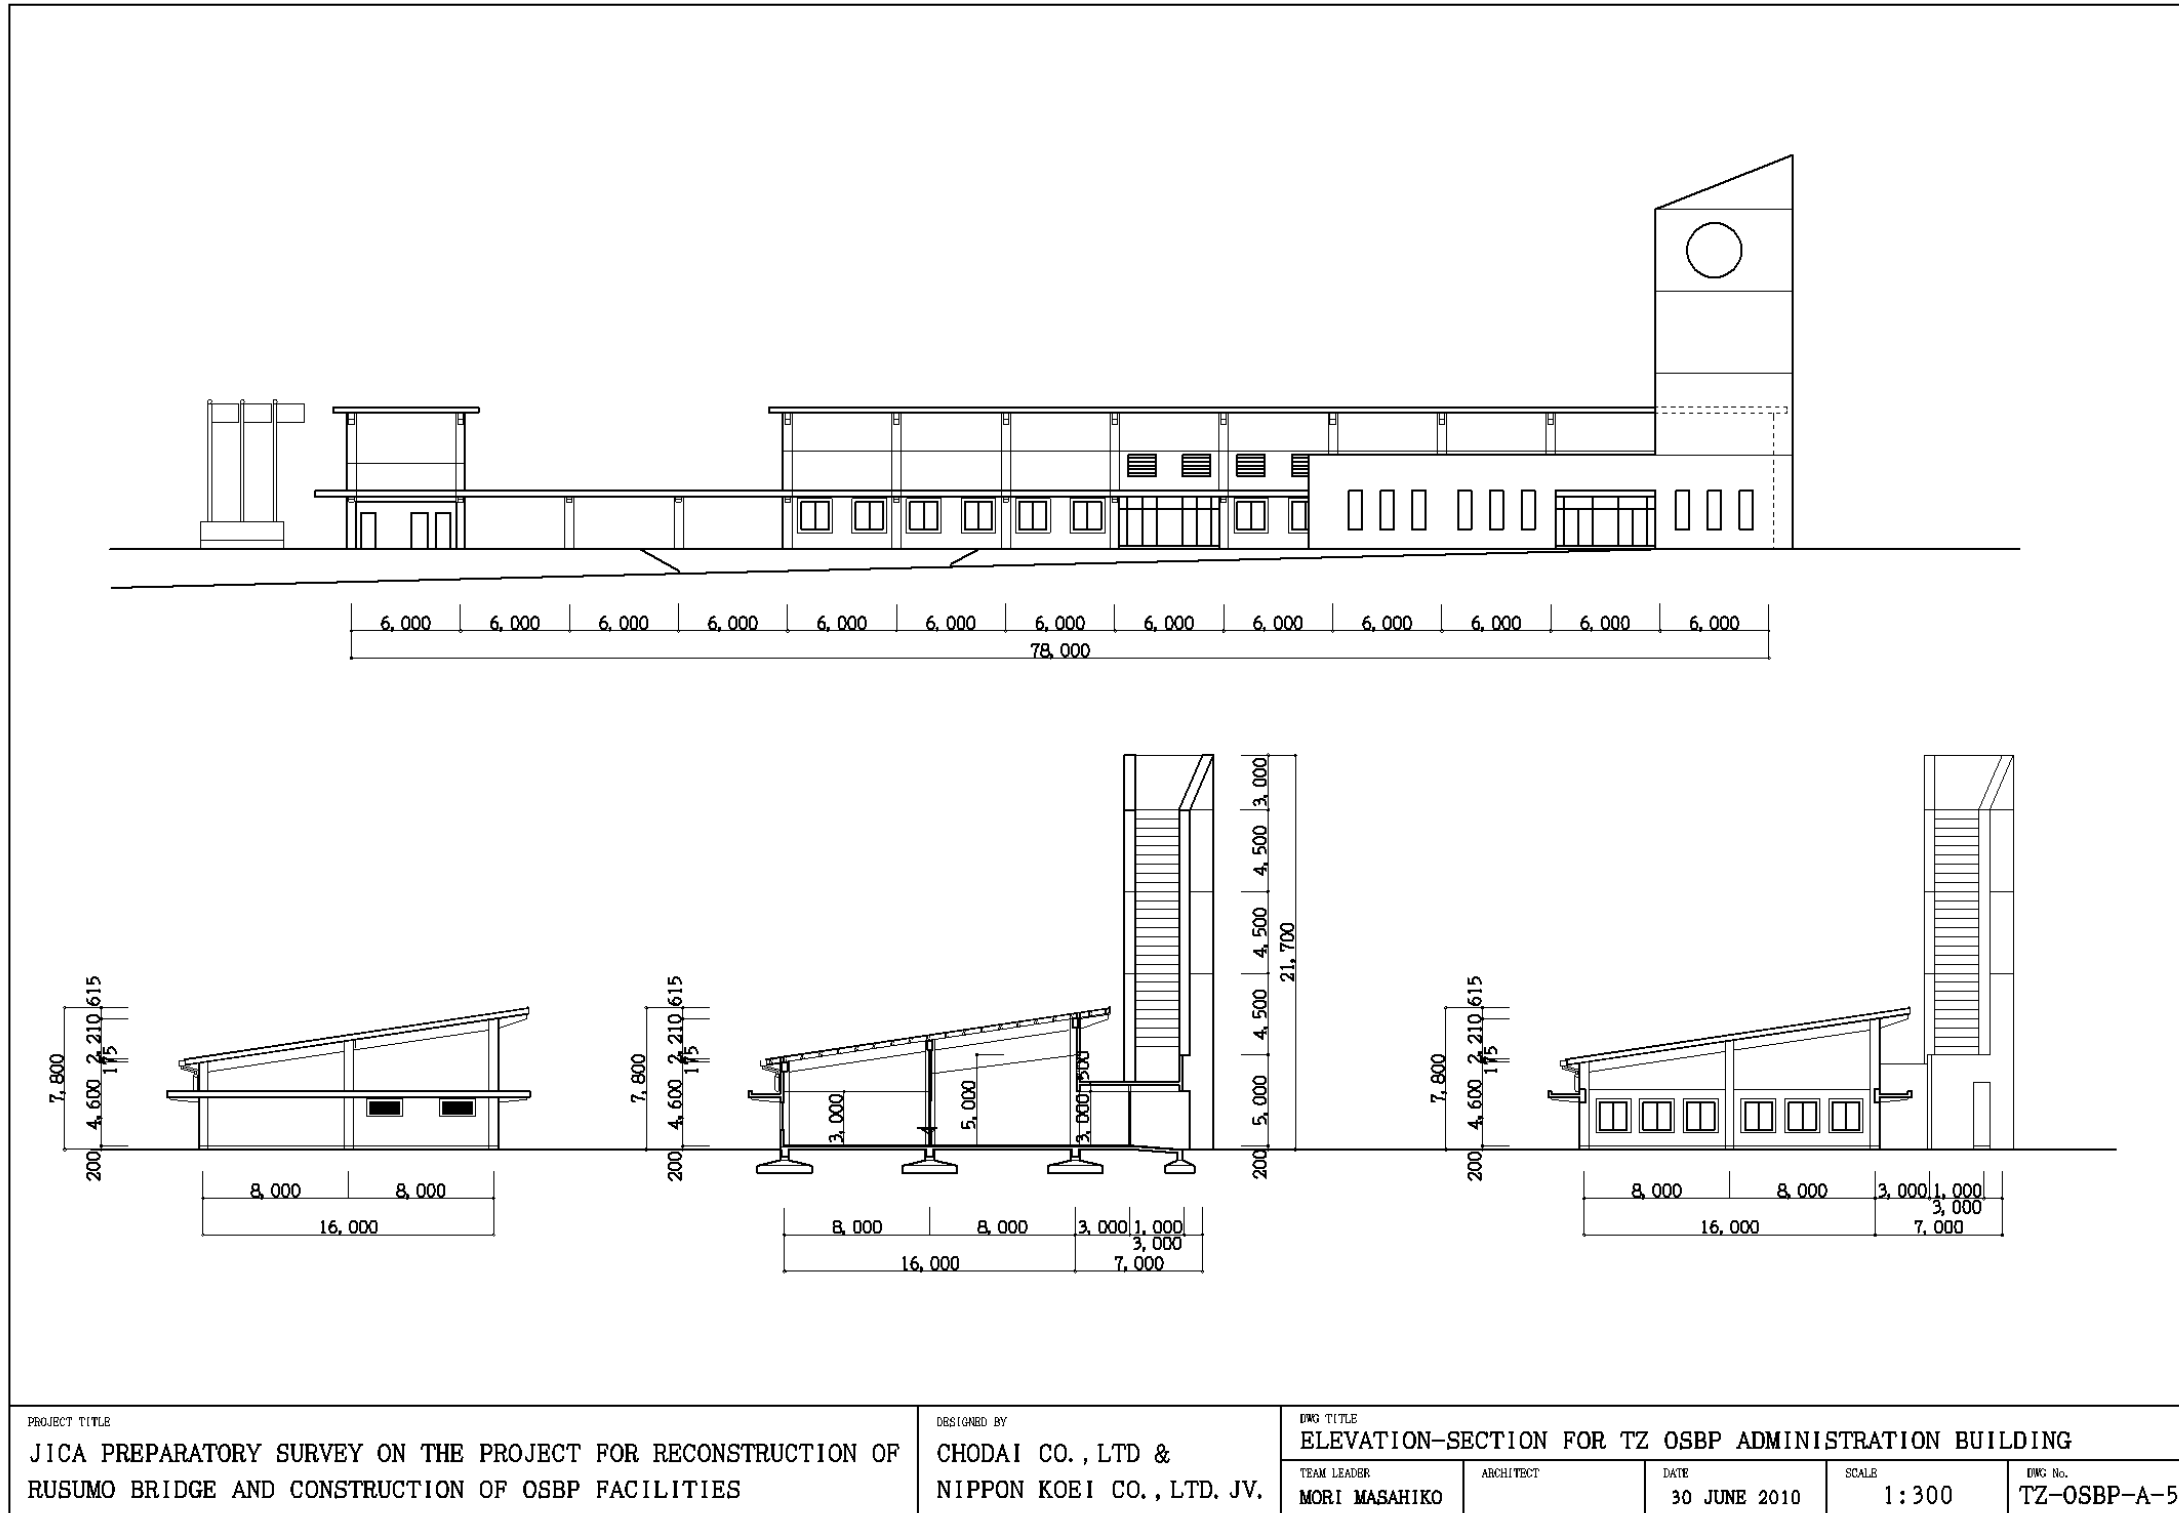 6,000 6,000 6,000 6,000 6,000 6,000 6,000 6,000 6,000 6,000 6,000 6,000 6,000
78,000
7,800
615
2,210
175
4,600
200
8,000 8,000
16,000
7,800
615
2,210
175
4,600
200
3,000
5,000
500
3,000
3,000
4,500
4,500
4,500
5,000
200
21,700
8,000 8,000 3,000 1,000
3,000
16,000 7,000
7,800
615
2,210
175
4,600
200
8,000 8,000 3,000 1,000
3,000
16,000 7,000
PROJECT TITLE
JICA PREPARATORY SURVEY ON THE PROJECT FOR RECONSTRUCTION OF
RUSUMO BRIDGE AND CONSTRUCTION OF OSBP FACILITIES
DESIGNED BY
CHODAI CO., LTD &
NIPPON KOEI CO., LTD. JV.
DWG TITLE
ELEVATION-SECTION FOR TZ OSBP ADMINISTRATION BUILDING
TEAM LEADER
MORI MASAHIKO
ARCHITECT
DATE
30 JUNE 2010
SCALE
1:300
DWG No.
TZ-OSBP-A-5